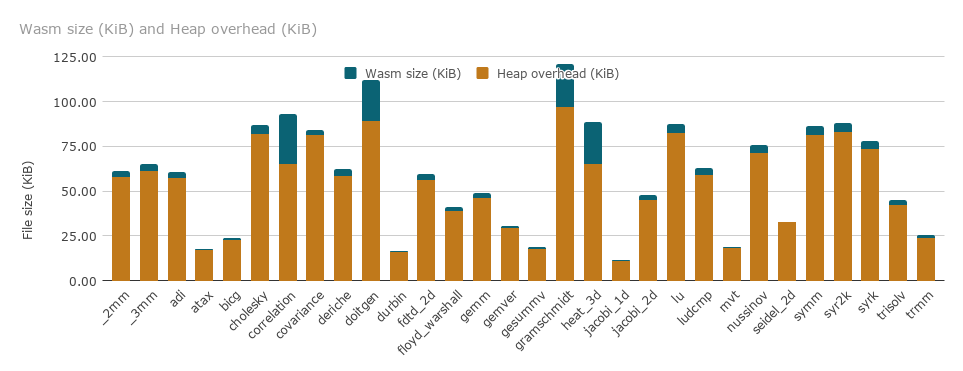 Wasm size (KiB) and Heap overhead (KiB)
Wasm size (KiB) Heap overhead (KiB)
File size (KiB)
125.00
100.00
75.00
50.00
25.00
0.00
_2mm
_3mm
adi
atax
bicg
cholesky
correlation
covariance
deriche
doitgen
durbin
fdtd_2d
floyd_warshall
gemm
gemver
gesummv
gramschmidt
heat_3d
jacobi_1d
jacobi_2d
lu
ludcmp
mvt
nussinov
seidel_2d
symm
syr2k
syrk
trisolv
trmm